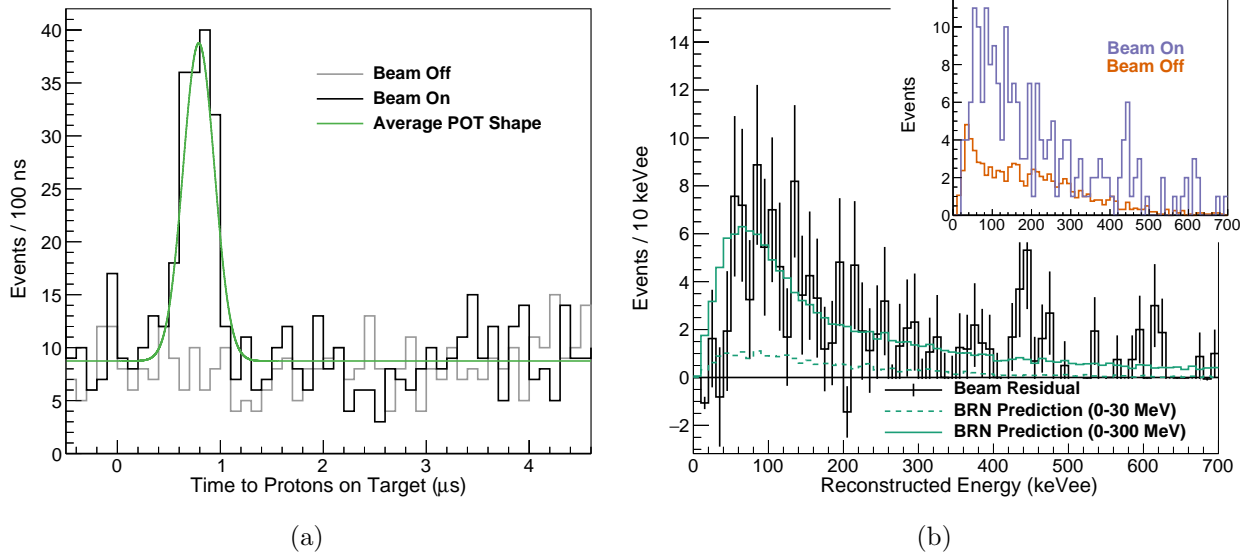 40
35
30
25
20
15
10
5
0
Events / 100 ns
Beam Off
Beam On
Average POT Shape
0 1 2 3 4
Time to Protons on Target (μs)
(a)
14
12
10
8
6
4
2
0
−2
Events / 10 keVee
Beam Residual
BRN Prediction (0-30 MeV)
BRN Prediction (0-300 MeV)
0 100 200 300 400 500 600 700
Reconstructed Energy (keVee)
10
8
6
4
2
0
Events
Beam On
Beam Off
0 100 200 300 400 500 600 700
(b)